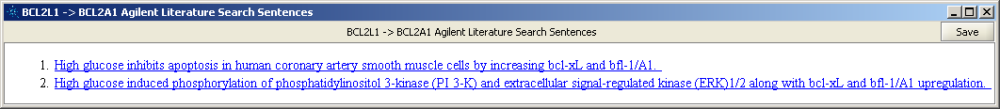 BCL2L1 -> BCL2A1 Agilent Literature Search Sentences
BCL2L1 -> BCL2A1 Agilent Literature Search Sentences Save
1. High glucose inhibits apoptosis in human coronary artery smooth muscle cells by increasing bcl-xL and bfl-1/A1.
2. High glucose induced phosphorylation of phosphatidylinositol 3-kinase (PI 3-K) and extracellular signal-regulated kinase (ERK)1/2 along with bcl-xL and bfl-1/A1 upregulation.